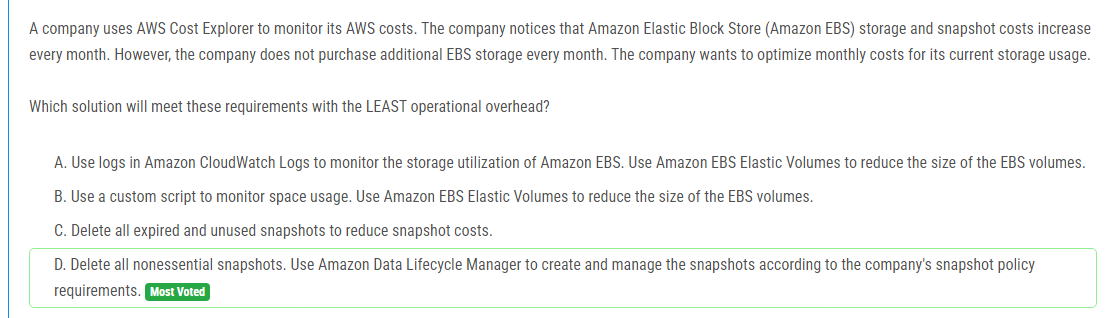 A company uses AWS Cost Explorer to monitor its AWS costs. The company notices that Amazon Elastic Block Store (Amazon EBS) storage and snapshot costs increase
every month. However, the company does not purchase additional EBS storage every month. The company wants to optimize monthly costs for its current storage usage.
Which solution will meet these requirements with the LEAST operational overhead?
A. Use logs in Amazon CloudWatch Logs to monitor the storage utilization of Amazon EBS. Use Amazon EBS Elastic Volumes to reduce the size of the EBS volumes.
B. Use a custom script to monitor space usage. Use Amazon EBS Elastic Volumes to reduce the size of the EBS volumes.
C. Delete all expired and unused snapshots to reduce snapshot costs.
D. Delete all nonessential snapshots. Use Amazon Data Lifecycle Manager to create and manage the snapshots according to the company's snapshot policy
requirements. Most Voted